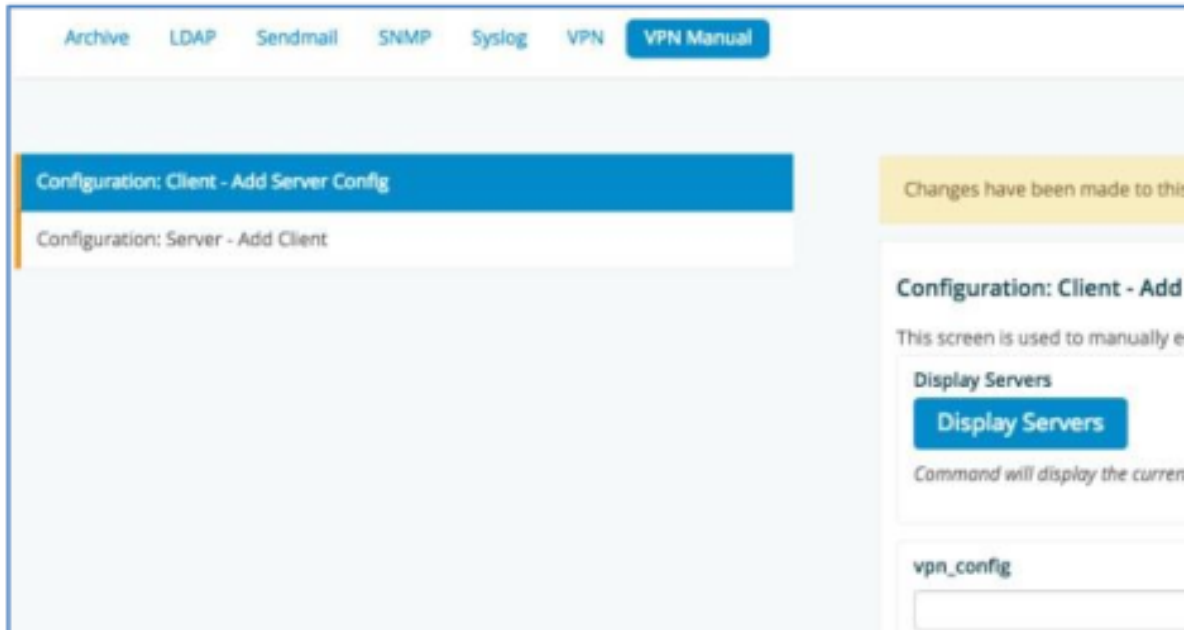 Archive LDAP Sendmail SNMP Syslog VPN VPN Manual
Configuration: Client - Add Server Config
Configuration: Server - Add Client
Changes have been made to this
Configuration: Client - Add
This screen is used to manually e
Display Servers
Display Servers
Command will display the curren
vpn_config